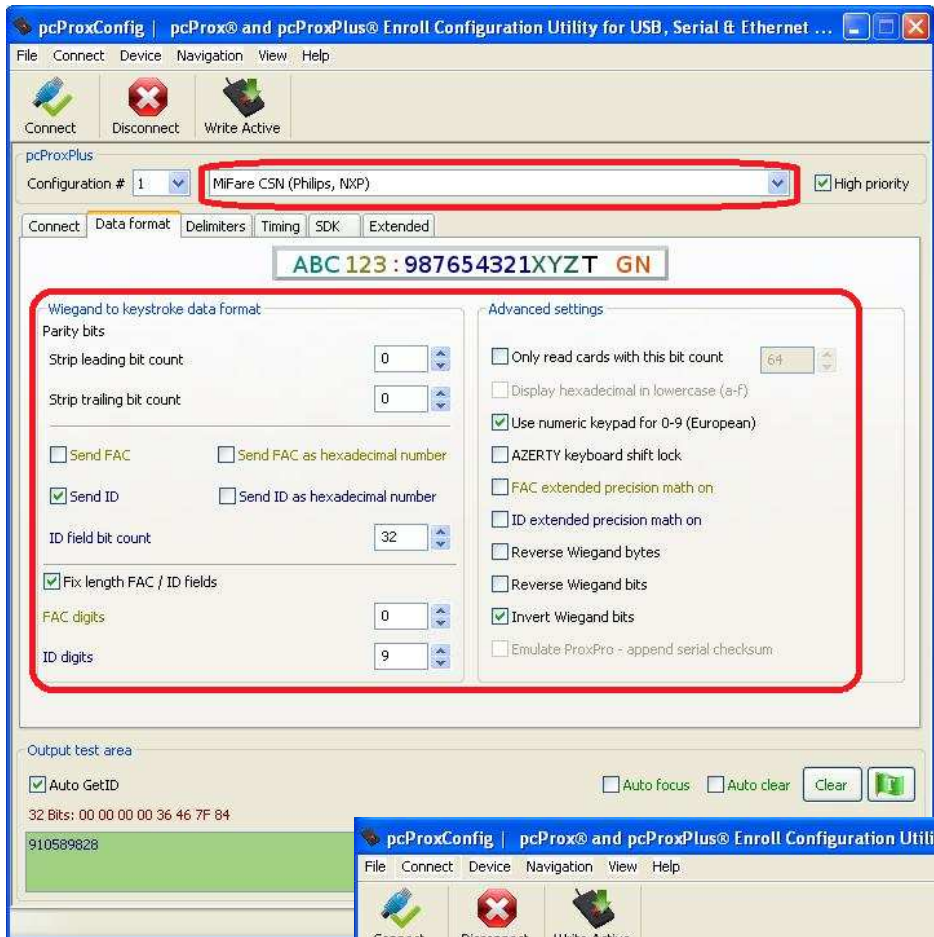 pcProxConfig | pcProx® and pcProxPlus® Enroll Configuration Utility for USB, Serial & Ethernet ...
File Connect Device Navigation View Help
Connect Disconnect Write Active
pcProxPlus
Configuration # 1 MiFare CSN (Philips, NXP) High priority
Connect Data format Delimiters Timing SDK Extended
ABC 123 : 987654321XYZT GN
Wiegand to keystroke data format
Parity bits
Strip leading bit count 0
Strip trailing bit count 0
Send FAC Send FAC as hexadecimal number
Send ID Send ID as hexadecimal number
ID field bit count 32
Fix length FAC / ID fields
FAC digits 0
ID digits 9
Advanced settings
Only read cards with this bit count 64
Display hexadecimal in lowercase (a-f)
Use numeric keypad for 0-9 (European)
AZERTY keyboard shift lock
FAC extended precision math on
ID extended precision math on
Reverse Wiegand bytes
Reverse Wiegand bits
Invert Wiegand bits
Emulate ProxPro - append serial checksum
Output test area
Auto GetID Auto focus Auto clear Clear
32 Bits: 00 00 00 00 36 46 7F 84
910589828
pcProxConfig | pcProx® and pcProxPlus® Enroll Configuration Utili
File Connect Device Navigation View Help
Connect Disconnect Write Active